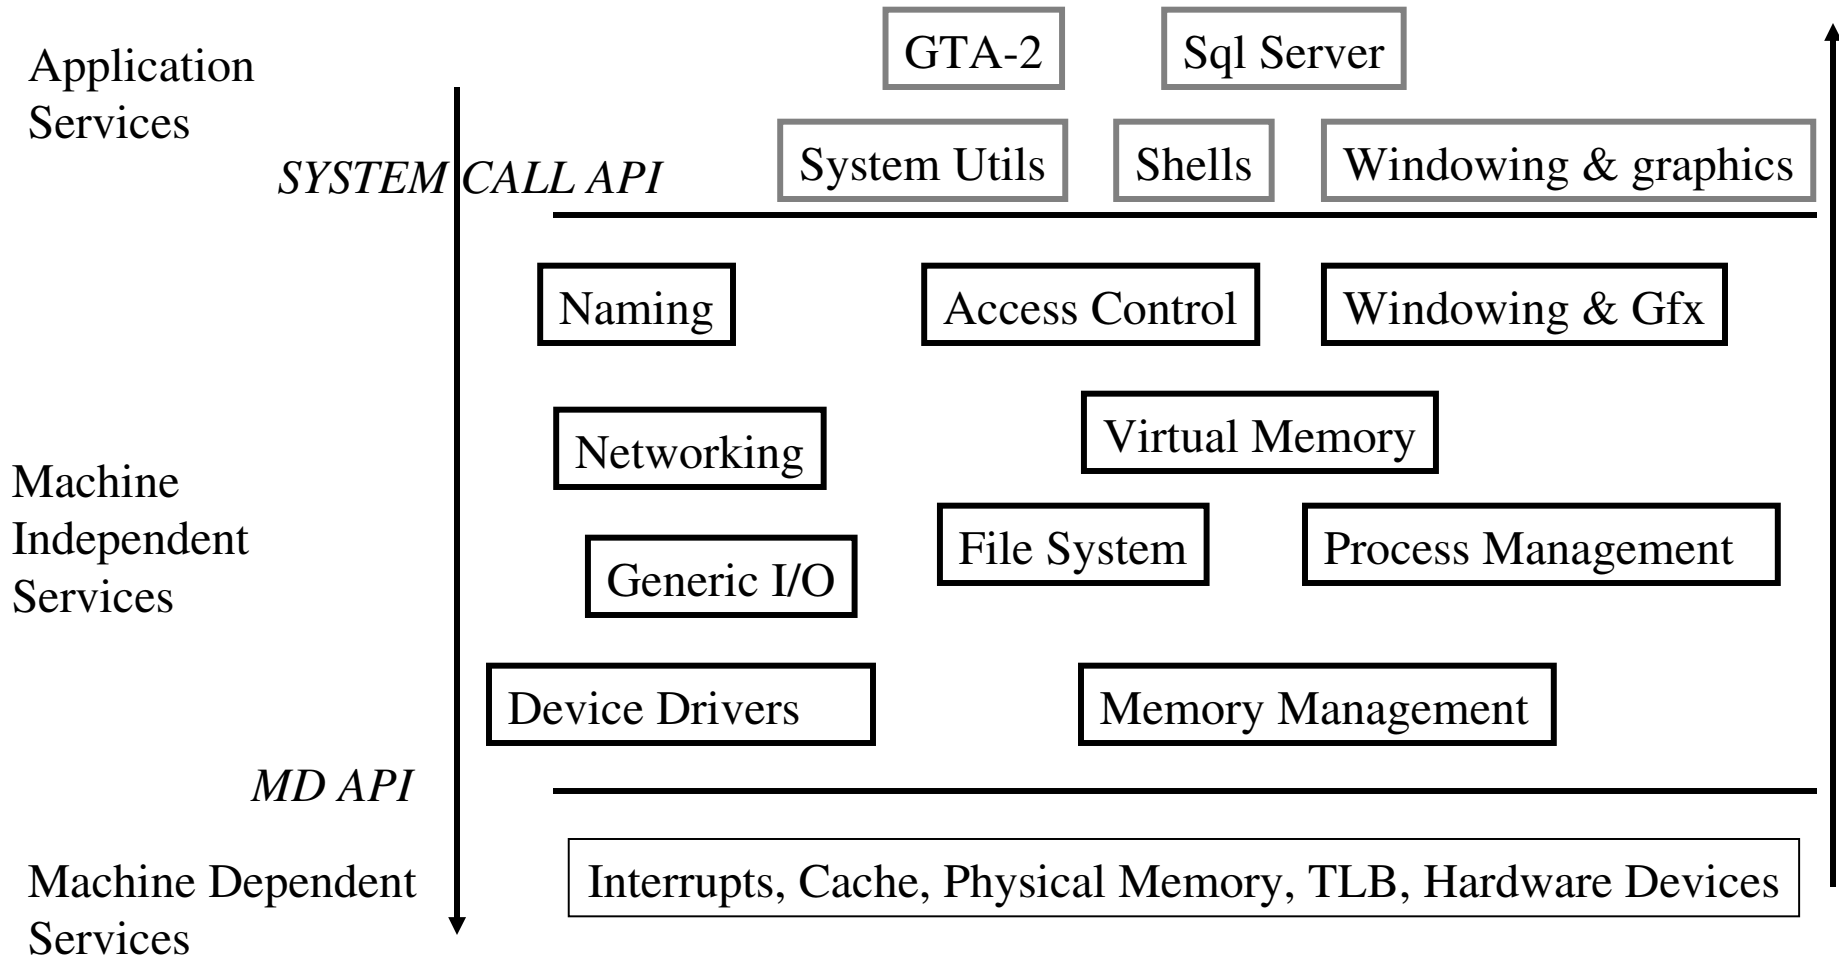 Application
Services
GTA-2
Sql Server
SYSTEM CALL API
System Utils
Shells
Windowing & graphics
Naming
Access Control
Windowing & Gfx
Machine
Independent
Services
Networking
Virtual Memory
Generic I/O
File System
Process Management
Device Drivers
Memory Management
MD API
Machine Dependent
Services
Interrupts, Cache, Physical Memory, TLB, Hardware Devices